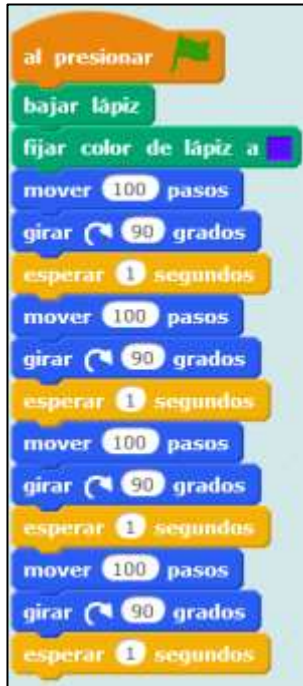 al presionar
bajar lápiz
fijar color de lápiz a
mover 100 pasos
girar 90 grados
esperar 1 segundos
mover 100 pasos
girar 90 grados
esperar 1 segundos
mover 100 pasos
girar 90 grados
esperar 1 segundos
mover 100 pasos
girar 90 grados
esperar 1 segundos